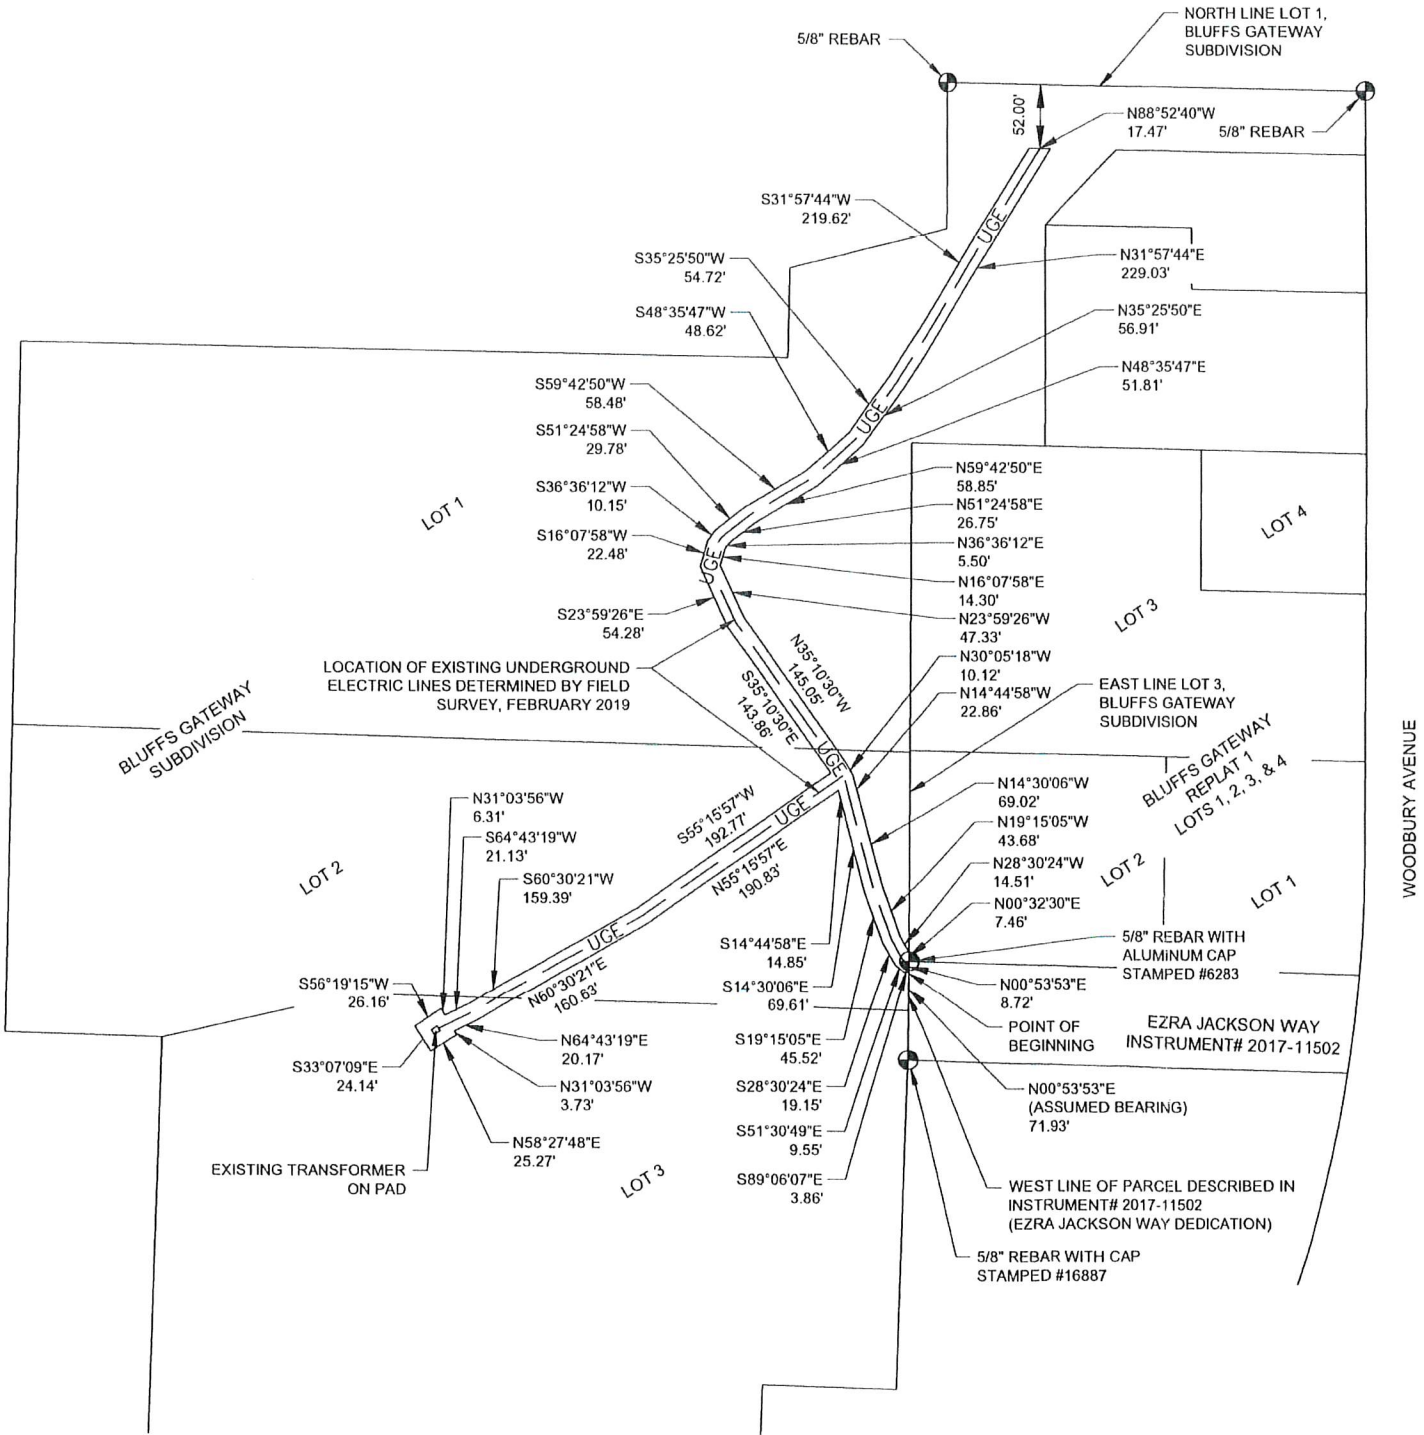 NORTH LINE LOT 1,
BLUFFS GATEWAY
SUBDIVISION
5/8" REBAR
52.00'
N88°52'40"W
17.47'
5/8" REBAR
S31°57'44"W
219.62'
UGE
S35°25'50"W
54.72'
N31°57'44"E
229.03'
S48°35'47"W
48.62'
N35°25'50"E
56.91'
S59°42'50"W
58.48'
N48°35'47"E
51.81'
UGE
S51°24'58"W
29.78'
N59°42'50"E
58.85'
S36°36'12"W
10.15'
N51°24'58"E
26.75'
LOT 1
LOT 4
S16°07'58"W
22.48'
N36°36'12"E
5.50'
UGE
N16°07'58"E
14.30'
S23°59'26"E
54.28'
N23°59'26"W
47.33'
LOT 3
N30°05'18"W
10.12'
N14°44'58"W
22.86'
LOCATION OF EXISTING UNDERGROUND
ELECTRIC LINES DETERMINED BY FIELD
SURVEY, FEBRUARY 2019
N35°10'30"W
145.05'
S35°10'30"E
143.86'
EAST LINE LOT 3,
BLUFFS GATEWAY
SUBDIVISION
BLUFFS GATEWAY
SUBDIVISION
BLUFFS GATEWAY
REPLAT 1
LOTS 1, 2, 3, & 4
WOODBURY AVENUE
UGE
N14°30'06"W
69.02'
N31°03'56"W
6.31'
S55°15'57"W
192.77'
UGE
N19°15'05"W
43.68'
S64°43'19"W
21.13'
N55°15'57"E
190.83'
N28°30'24"W
14.51'
LOT 2
LOT 2
LOT 1
S60°30'21"W
159.39'
N00°32'30"E
7.46'
UGE
S14°44'58"E
14.85'
5/8" REBAR WITH
ALUMINUM CAP
STAMPED #6283
S56°19'15"W
26.16'
N60°30'21"E
160.63'
S14°30'06"E
69.61'
N00°53'53"E
8.72'
POINT OF
BEGINNING
EZRA JACKSON WAY
INSTRUMENT# 2017-11502
S33°07'09"E
24.14'
N64°43'19"E
20.17'
S19°15'05"E
45.52'
N31°03'56"W
3.73'
S28°30'24"E
19.15'
N00°53'53"E
(ASSUMED BEARING)
71.93'
N58°27'48"E
25.27'
S51°30'49"E
9.55'
EXISTING TRANSFORMER
ON PAD
LOT 3
S89°06'07"E
3.86'
WEST LINE OF PARCEL DESCRIBED IN
INSTRUMENT# 2017-11502
(EZRA JACKSON WAY DEDICATION)
5/8" REBAR WITH CAP
STAMPED #16887